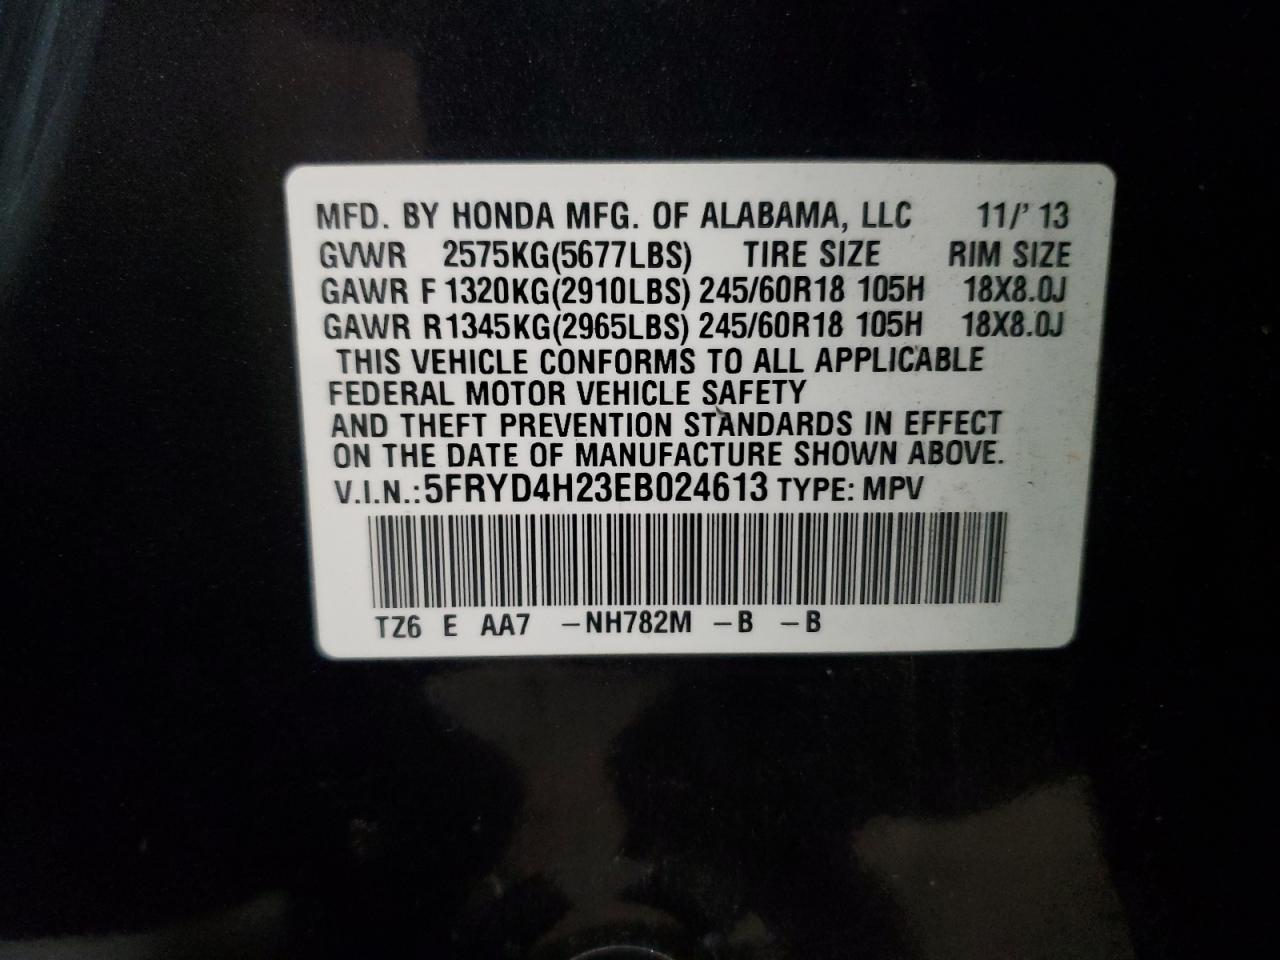 MFD. BY HONDA MFG. OF ALABAMA, LLC 11/' 13
GVWR 2575KG(5677LBS) TIRE SIZE RIM SIZE
GAWR F 1320KG(2910LBS) 245/60R18 105H 18X8.0J
GAWR R1345KG(2965LBS) 245/60R18 105H 18X8.0J
THIS VEHICLE CONFORMS TO ALL APPLICABLE
FEDERAL MOTOR VEHICLE SAFETY
AND THEFT PREVENTION STANDARDS IN EFFECT
ON THE DATE OF MANUFACTURE SHOWN ABOVE.
V.I.N.:5FRYD4H23EB024613 TYPE: MPV
TZ6 E AA7 –NH782M –B –B